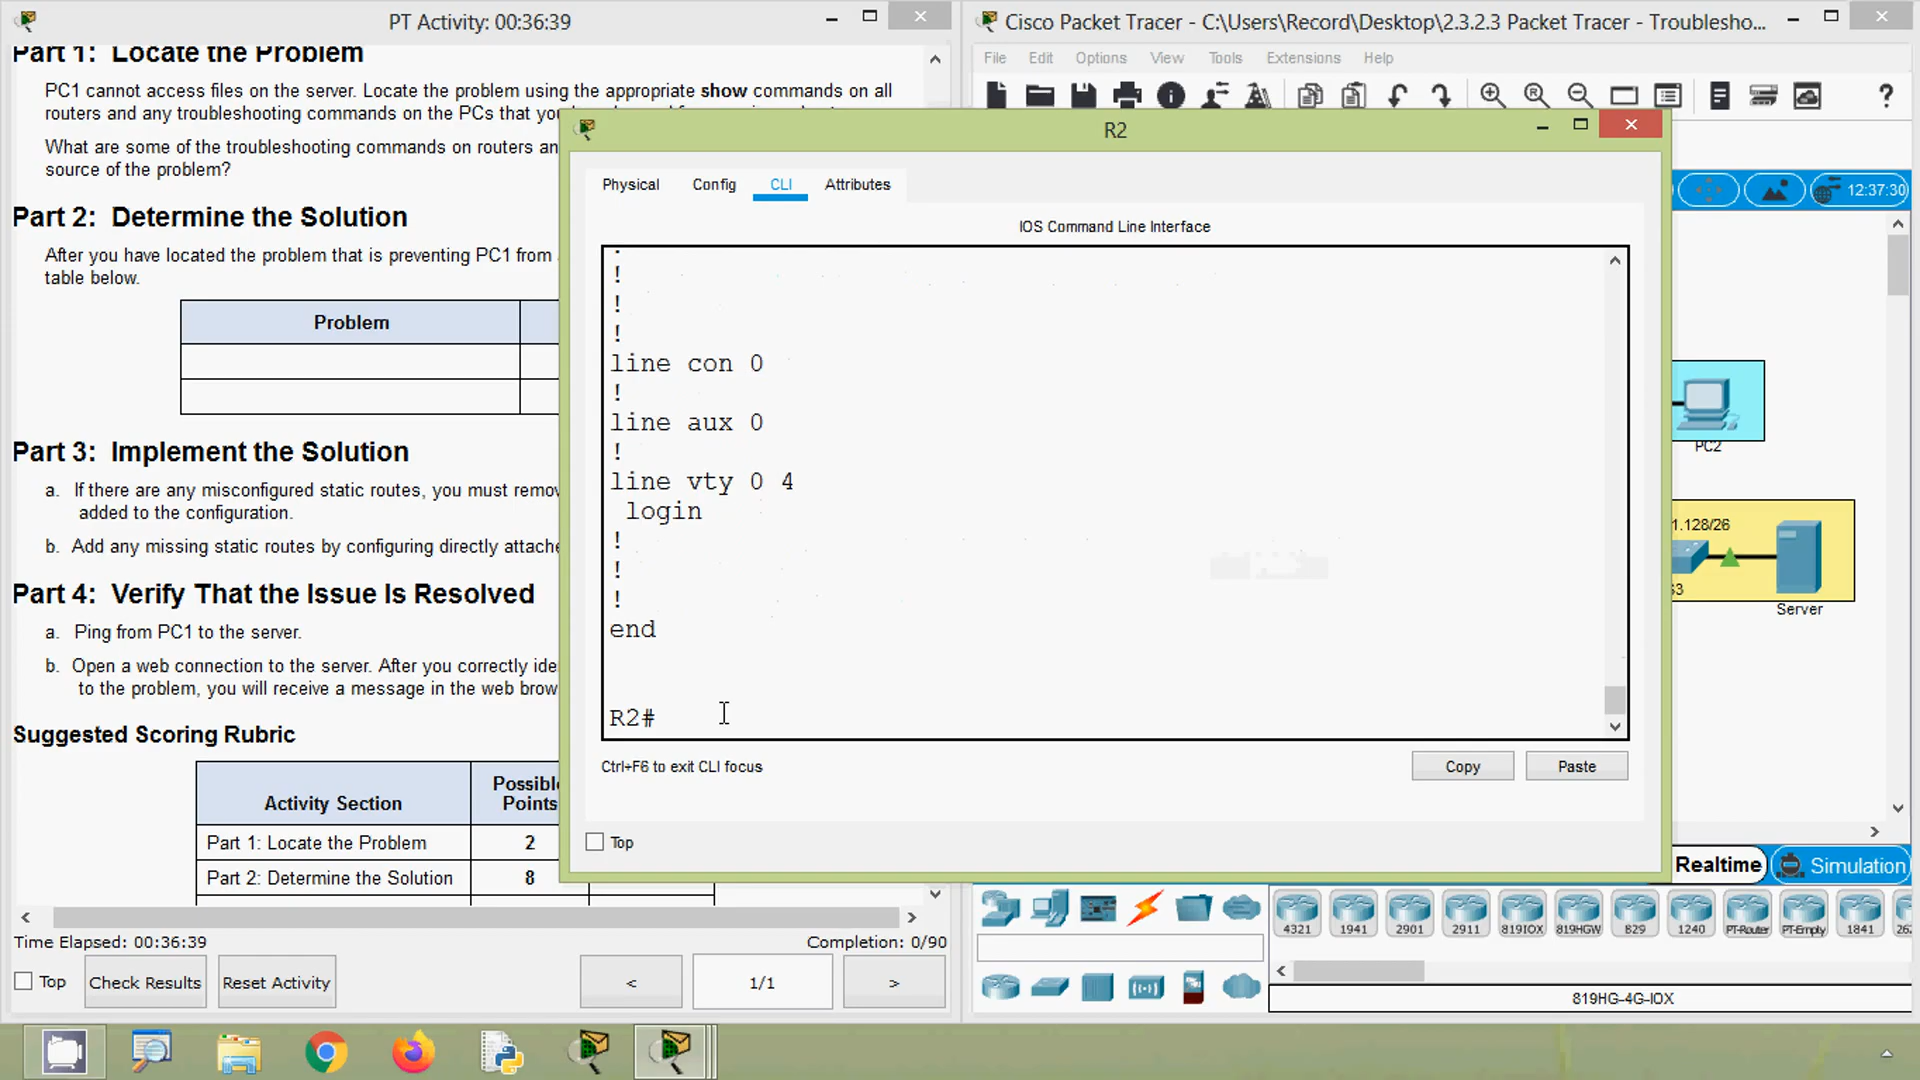 PT Activity: 00:36:39
Part 1: Locate the Problem
PC1 cannot access files on the server. Locate the problem using the appropriate show commands on all
routers and any troubleshooting commands on the PCs that you
What are some of the troubleshooting commands on routers an
source of the problem?
Part 2: Determine the Solution
After you have located the problem that is preventing PC1 from
table below.
Problem
Part 3: Implement the Solution
a. If there are any misconfigured static routes, you must remov
added to the configuration.
b. Add any missing static routes by configuring directly attache
Part 4: Verify That the Issue Is Resolved
a. Ping from PC1 to the server.
b. Open a web connection to the server. After you correctly ide
to the problem, you will receive a message in the web brow
Suggested Scoring Rubric
Activity Section
Possible
Points
Part 1: Locate the Problem 2
Part 2: Determine the Solution 8
Time Elapsed: 00:36:39
Completion: 0/90
Top
Check Results
Reset Activity
<
1/1
>
Cisco Packet Tracer - C:\Users\Record\Desktop\2.3.2.3 Packet Tracer - Troublesho...
File Edit Options View Tools Extensions Help
R2
Physical Config CLI Attributes
IOS Command Line Interface
!
!
!
line con 0
!
line aux 0
!
line vty 0 4
login
!
!
!
end
R2#
Ctrl+F6 to exit CLI focus
Copy
Paste
Top
12:37:30
PC2
1.128/26
S3
Server
Realtime
Simulation
4321 1941 2901 2911 819IOX 819HGW 829 1240 PT-Router PT-Empty 1841
819HG-4G-IOX